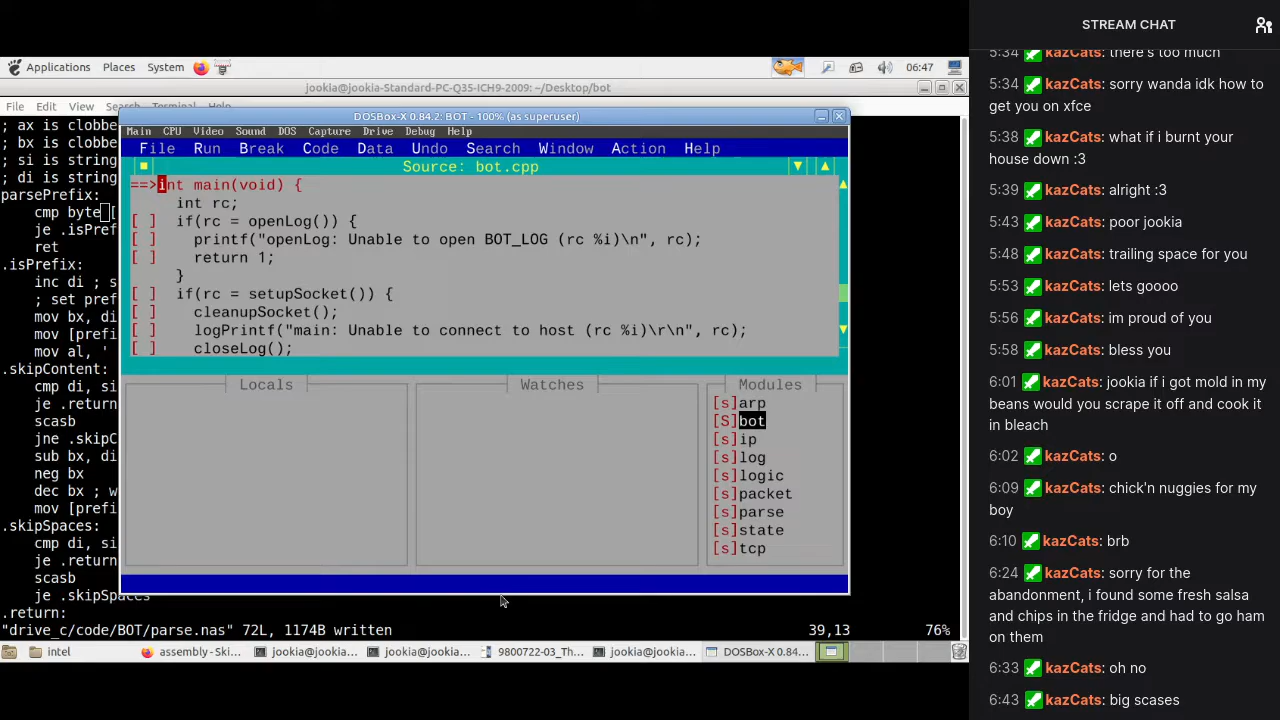 Applications Places System
06:47
jookia@jookia-Standard-PC-Q35-ICH9-2009: ~/Desktop/bot
File Edit View Search Terminal Help
; ax is clobbe
; bx is clobbe
; si is string
; di is string
parsePrefix:
cmp byte [
je .isPref
ret
.isPrefix:
inc di ; s
; set pref
mov bx, di
mov [prefi
mov al, '
.skipContent:
cmp di, si
je .return
scasb
jne .skipC
sub bx, di
neg bx
dec bx ; w
mov [prefi
.skipSpaces:
cmp di, si
je .return
scasb
je .skipSpaces
.return:
"drive_c/code/BOT/parse.nas" 72L, 1174B written
39,13
76%
DOSBox-X 0.84.2: BOT - 100% (as superuser)
Main CPU Video Sound DOS Capture Drive Debug Help
File Run Break Code Data Undo Search Window Action Help
Source: bot.cpp
==>int main(void) {
int rc;
[ ] if(rc = openLog()) {
[ ] printf("openLog: Unable to open BOT_LOG (rc %i)\n", rc);
[ ] return 1;
}
[ ] if(rc = setupSocket()) {
[ ] cleanupSocket();
[ ] logPrintf("main: Unable to connect to host (rc %i)\r\n", rc);
[ ] closeLog();
Locals
Watches
Modules
[s]arp
[S]bot
[s]ip
[s]log
[s]logic
[s]packet
[s]parse
[s]state
[s]tcp
intel
assembly - Ski...
jookia@jookia...
jookia@jookia...
9800722-03_Th...
jookia@jookia...
DOSBox-X 0.84...
STREAM CHAT
5:34 kazCats: there's too much
5:34 kazCats: sorry wanda idk how to
get you on xfce
5:38 kazCats: what if i burnt your
house down :3
5:39 kazCats: alright :3
5:43 kazCats: poor jookia
5:48 kazCats: trailing space for you
5:53 kazCats: lets goooo
5:56 kazCats: im proud of you
5:58 kazCats: bless you
6:01 kazCats: jookia if i got mold in my
beans would you scrape it off and cook it
in bleach
6:02 kazCats: o
6:09 kazCats: chick'n nuggies for my
boy
6:10 kazCats: brb
6:24 kazCats: sorry for the
abandonment, i found some fresh salsa
and chips in the fridge and had to go ham
on them
6:33 kazCats: oh no
6:43 kazCats: big scases